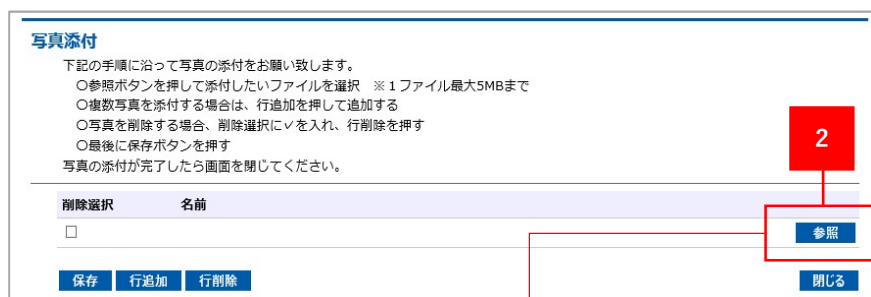 写真添付
下記の手順に沿って写真の添付をお願い致します。
○参照ボタンを押して添付したいファイルを選択 ※１ファイル最大5MBまで
○複数写真を添付する場合は、行追加を押して追加する
○写真を削除する場合、削除選択に✓を入れ、行削除を押す
○最後に保存ボタンを押す
写真の添付が完了したら画面を閉じてください。
2
削除選択 名前
参照
保存 行追加 行削除 閉じる